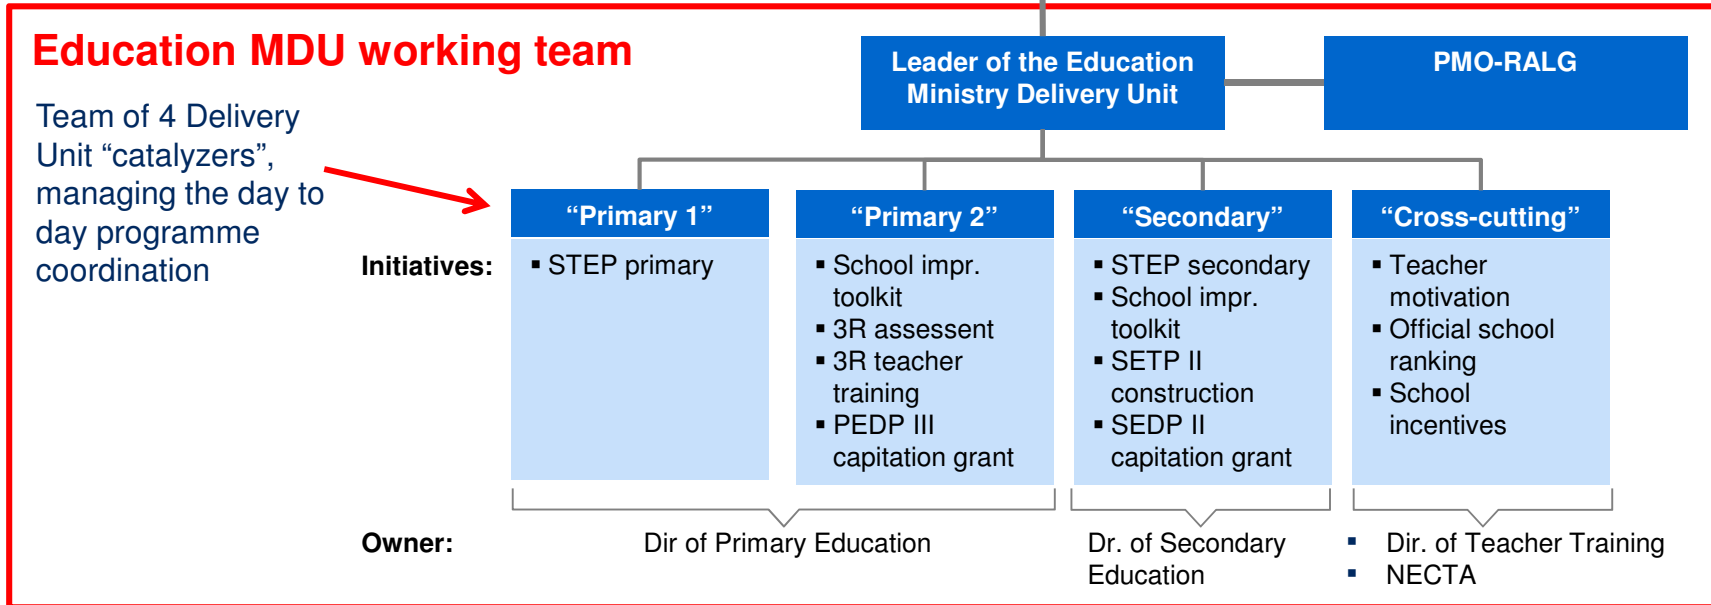 Education MDU working team
Team of 4 Delivery
Unit “catalyzers”,
managing the day to
day programme
coordination
Leader of the Education
Ministry Delivery Unit
PMO-RALG
“Primary 1”
“Primary 2”
“Secondary”
“Cross-cutting”
Initiatives:
▪ STEP primary
▪ School impr.
toolkit
▪ 3R assessent
▪ 3R teacher
training
▪ PEDP III
capitation grant
▪ STEP secondary
▪ School impr.
toolkit
▪ SETP II
construction
▪ SEDP II
capitation grant
▪ Teacher
motivation
▪ Official school
ranking
▪ School
incentives
Owner:
Dir of Primary Education
Dr. of Secondary
Education
▪ Dir. of Teacher Training
▪ NECTA